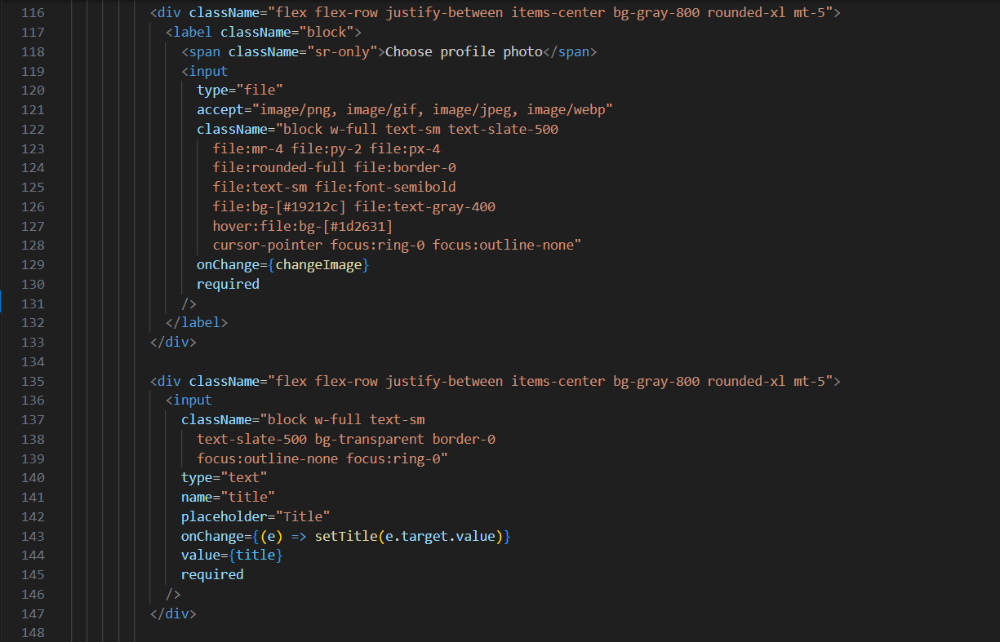 116 <div className="flex flex-row justify-between items-center bg-gray-800 rounded-xl mt-5">
117 <label className="block">
118 <span className="sr-only">Choose profile photo</span>
119 <input
120 type="file"
121 accept="image/png, image/gif, image/jpeg, image/webp"
122 className="block w-full text-sm text-slate-500
123 file:mr-4 file:py-2 file:px-4
124 file:rounded-full file:border-0
125 file:text-sm file:font-semibold
126 file:bg-[#19212c] file:text-gray-400
127 hover:file:bg-[#1d2631]
128 cursor-pointer focus:ring-0 focus:outline-none"
129 onChange={changeImage}
130 required
131 />
132 </label>
133 </div>
134
135 <div className="flex flex-row justify-between items-center bg-gray-800 rounded-xl mt-5">
136 <input
137 className="block w-full text-sm
138 text-slate-500 bg-transparent border-0
139 focus:outline-none focus:ring-0"
140 type="text"
141 name="title"
142 placeholder="Title"
143 onChange={(e) => setTitle(e.target.value)}
144 value={title}
145 required
146 />
147 </div>
148